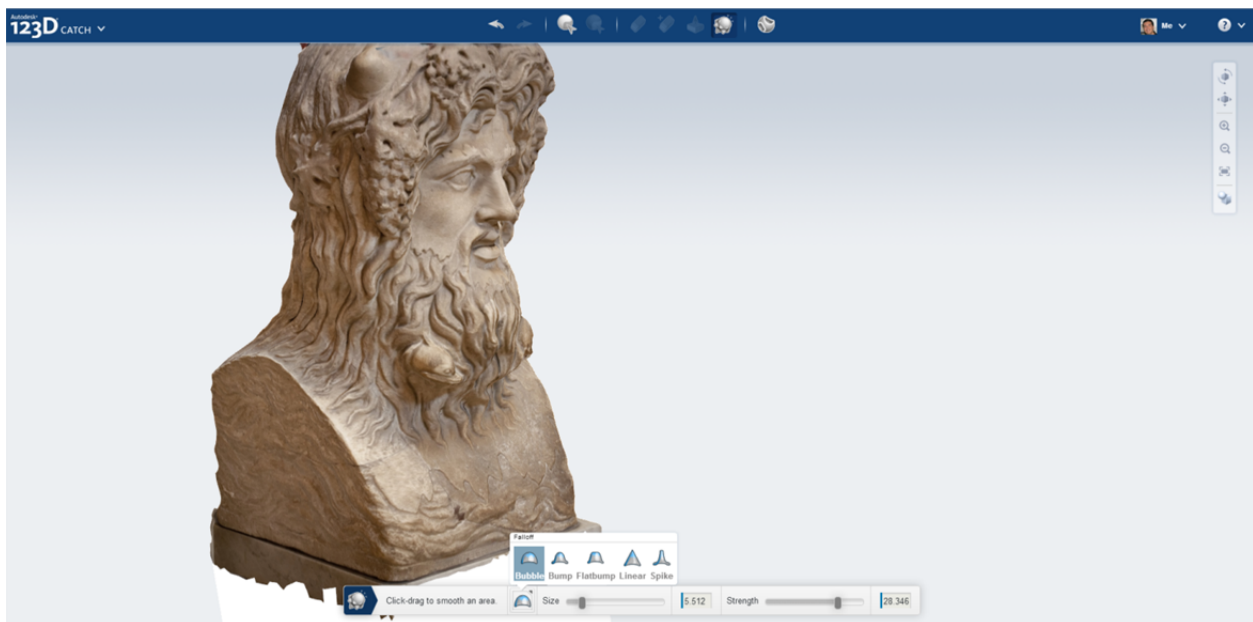 Autodesk
123D CATCH
Me
?
Falloff
Bubble Bump Flatbump Linear Spike
Click-drag to smooth an area. Size 5.512 Strength 28.346